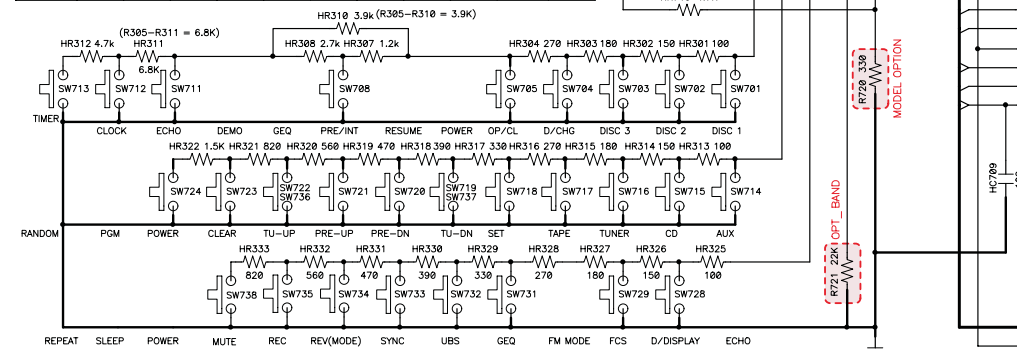 HR310 3.9k (R305-R310 = 3.9K)
(R305-R311 = 6.8K)
HR312 4.7k HR311 HR308 2.7k HR307 1.2k HR304 270 HR303 180 HR302 150 HR301 100
6.8K
SW713 SW712 SW711 SW708 SW705 SW704 SW703 SW702 SW701
R720 330
MODEL OPTION
TIMER CLOCK ECHO DEMO GEQ PRE/INT RESUME POWER OP/CL D/CHG DISC 3 DISC 2 DISC 1
HR322 1.5K HR321 820 HR320 560 HR319 470 HR318 390 HR317 330 HR316 270 HR315 180 HR314 150 HR313 100
SW724 SW723 SW722 SW721 SW720 SW719 SW718 SW717 SW716 SW715 SW714
SW736 SW737
HC709
RANDOM PGM POWER CLEAR TU-UP PRE-UP PRE-DN TU-DN SET TAPE TUNER CD AUX
HR333 HR332 HR331 HR330 HR329 HR328 HR327 HR326 HR325
820 560 470 390 330 270 180 150 100
R721 22K
OPT_BAND
SW738 SW735 SW734 SW733 SW732 SW731 SW729 SW728
REPEAT SLEEP POWER MUTE REC REV(MODE) SYNC UBS GEQ FM MODE FCS D/DISPLAY ECHO